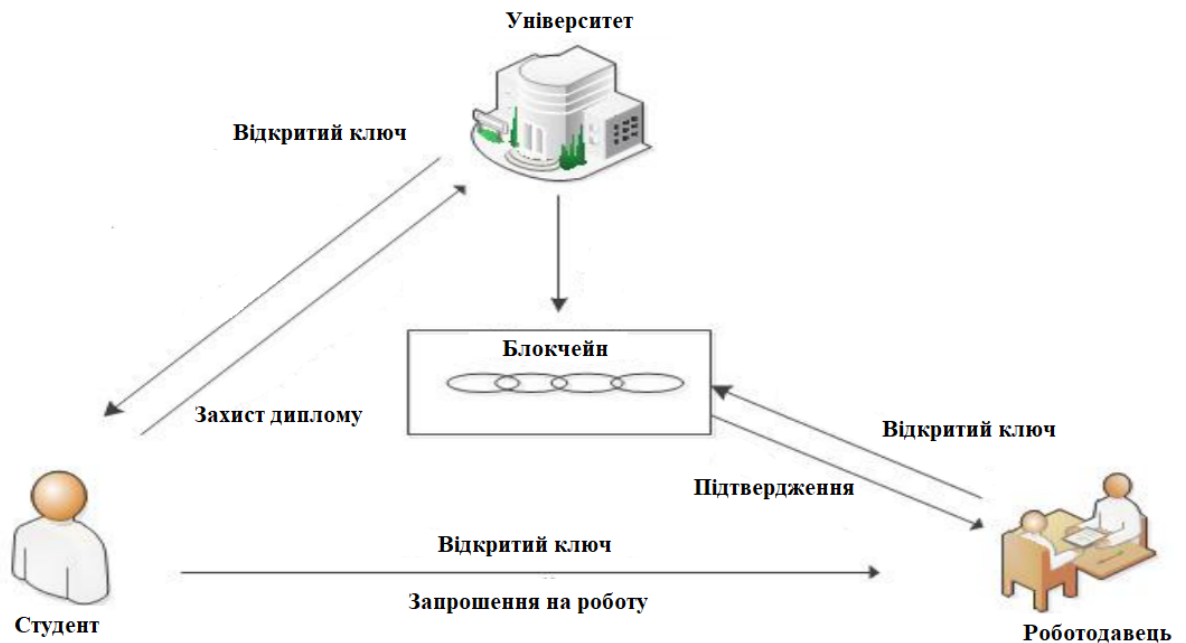 Університет
Відкритий ключ
Блокчейн
Захист диплому
Відкритий ключ
Підтвердження
Відкритий ключ
Запрошення на роботу
Студент
Роботодавець